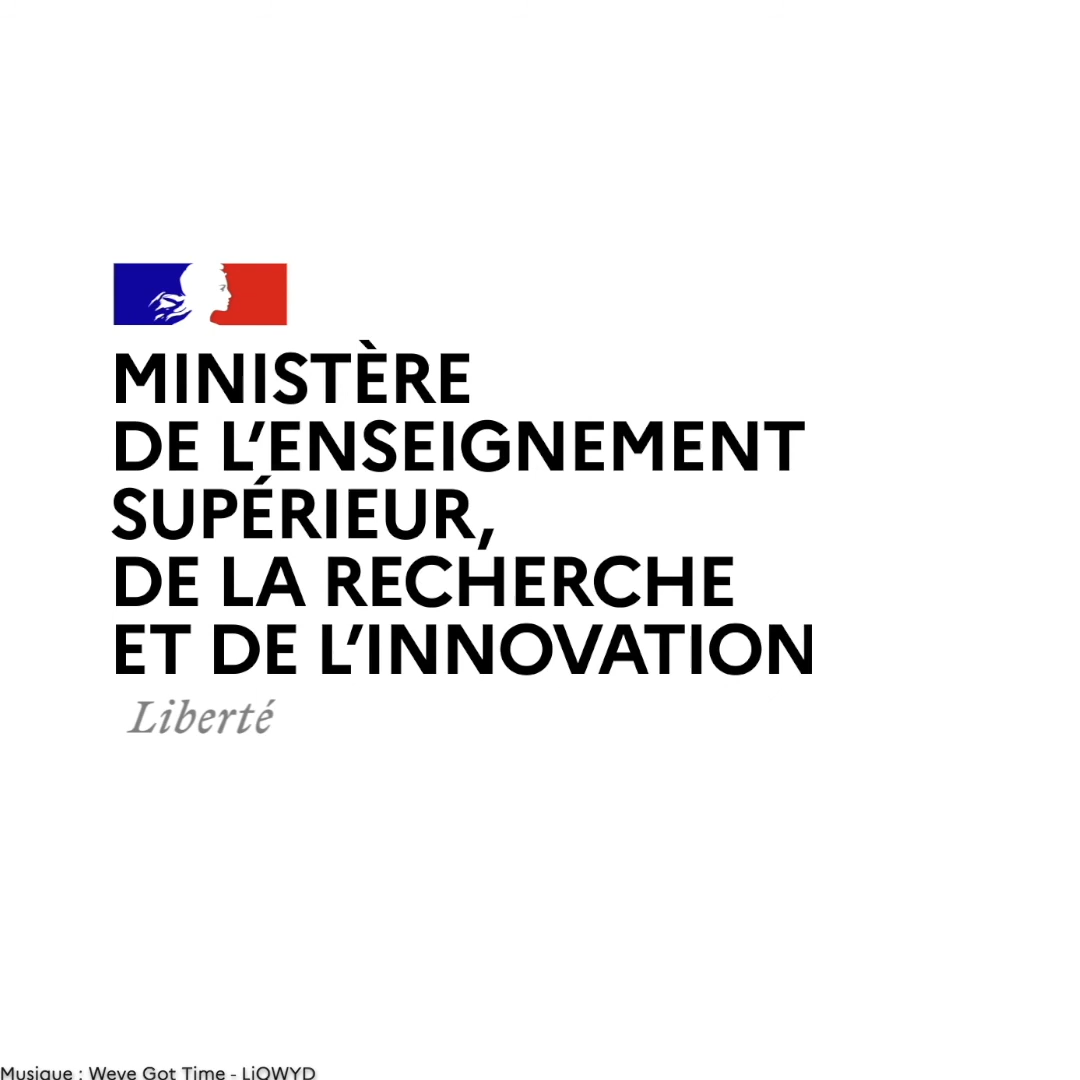 MINISTÈRE
DE L’ENSEIGNEMENT
SUPÉRIEUR,
DE LA RECHERCHE
ET DE L’INNOVATION
Liberté
Musique : Weve Got Time - LiQWYD